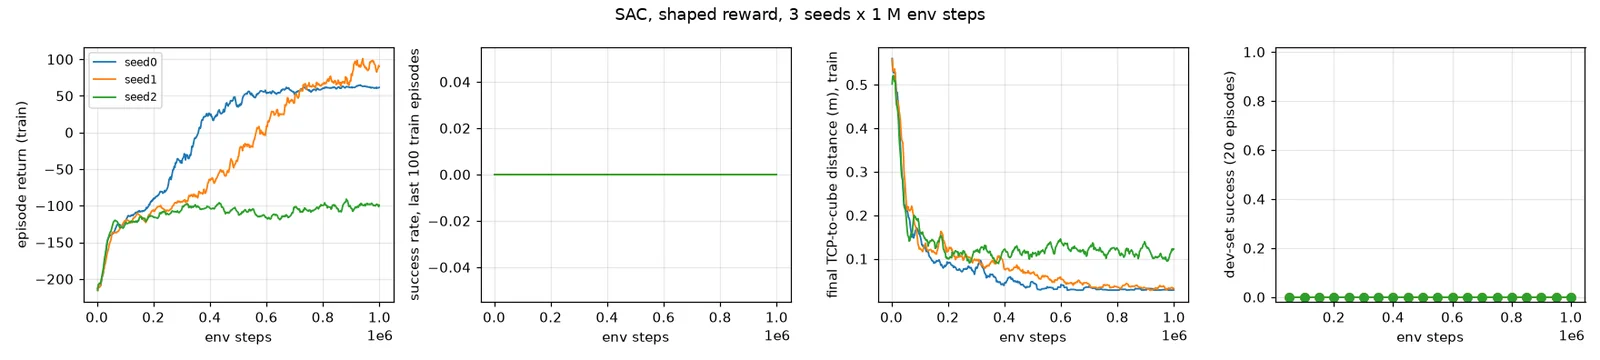 SAC, shaped reward, 3 seeds x 1 M env steps
episode return (train)
100
50
0
−50
−100
−150
−200
seed0
seed1
seed2
0.0 0.2 0.4 0.6 0.8 1.0
1e6
env steps
success rate, last 100 train episodes
0.04
0.02
0.00
−0.02
−0.04
0.0 0.2 0.4 0.6 0.8 1.0
1e6
env steps
final TCP-to-cube distance (m), train
0.5
0.4
0.3
0.2
0.1
0.0 0.2 0.4 0.6 0.8 1.0
1e6
env steps
dev-set success (20 episodes)
1.0
0.8
0.6
0.4
0.2
0.0
0.2 0.4 0.6 0.8 1.0
1e6
env steps